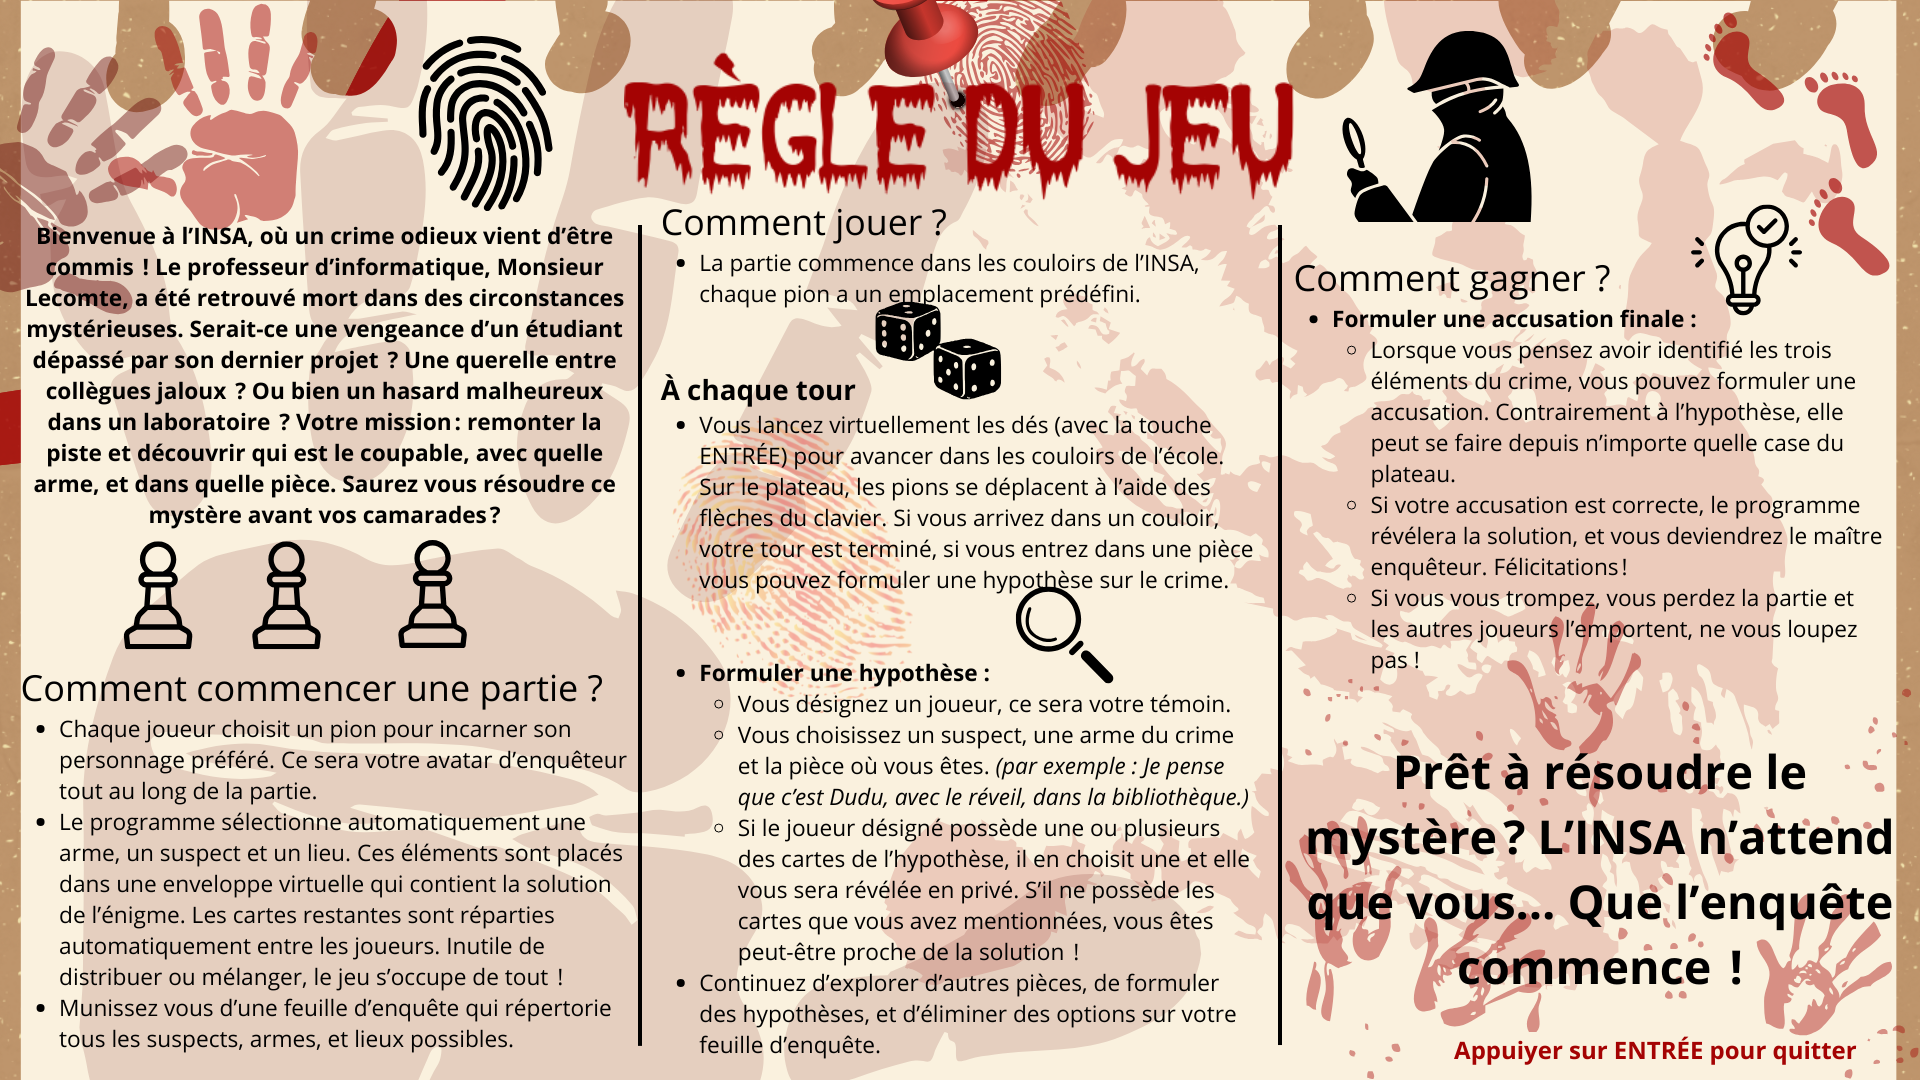 RÈGLE DU JEU
Bienvenue à l’INSA, où un crime odieux vient d’être
commis ! Le professeur d’informatique, Monsieur
Lecomte, a été retrouvé mort dans des circonstances
mystérieuses. Serait-ce une vengeance d’un étudiant
dépassé par son dernier projet ? Une querelle entre
collègues jaloux ? Ou bien un hasard malheureux
dans un laboratoire ? Votre mission : remonter la
piste et découvrir qui est le coupable, avec quelle
arme, et dans quelle pièce. Saurez vous résoudre ce
mystère avant vos camarades ?
Comment commencer une partie ?
• Chaque joueur choisit un pion pour incarner son
personnage préféré. Ce sera votre avatar d’enquêteur
tout au long de la partie.
• Le programme sélectionne automatiquement une
arme, un suspect et un lieu. Ces éléments sont placés
dans une enveloppe virtuelle qui contient la solution
de l’énigme. Les cartes restantes sont réparties
automatiquement entre les joueurs. Inutile de
distribuer ou mélanger, le jeu s’occupe de tout !
• Munissez vous d’une feuille d’enquête qui répertorie
tous les suspects, armes, et lieux possibles.
Comment jouer ?
• La partie commence dans les couloirs de l’INSA,
chaque pion a un emplacement prédéfini.
À chaque tour
• Vous lancez virtuellement les dés (avec la touche
ENTRÉE) pour avancer dans les couloirs de l’école.
Sur le plateau, les pions se déplacent à l’aide des
flèches du clavier. Si vous arrivez dans un couloir,
votre tour est terminé, si vous entrez dans une pièce
vous pouvez formuler une hypothèse sur le crime.
• Formuler une hypothèse :
◦ Vous désignez un joueur, ce sera votre témoin.
◦ Vous choisissez un suspect, une arme du crime
et la pièce où vous êtes. (par exemple : Je pense
que c’est Dudu, avec le réveil, dans la bibliothèque.)
◦ Si le joueur désigné possède une ou plusieurs
des cartes de l’hypothèse, il en choisit une et elle
vous sera révélée en privé. S’il ne possède les
cartes que vous avez mentionnées, vous êtes
peut-être proche de la solution !
• Continuez d’explorer d’autres pièces, de formuler
des hypothèses, et d’éliminer des options sur votre
feuille d’enquête.
Comment gagner ?
• Formuler une accusation finale :
◦ Lorsque vous pensez avoir identifié les trois
éléments du crime, vous pouvez formuler une
accusation. Contrairement à l’hypothèse, elle
peut se faire depuis n’importe quelle case du
plateau.
◦ Si votre accusation est correcte, le programme
révélera la solution, et vous deviendrez le maître
enquêteur. Félicitations !
◦ Si vous vous trompez, vous perdez la partie et
les autres joueurs l’emportent, ne vous loupez
pas !
Prêt à résoudre le
mystère ? L’INSA n’attend
que vous... Que l’enquête
commence !
Appuiyer sur ENTRÉE pour quitter